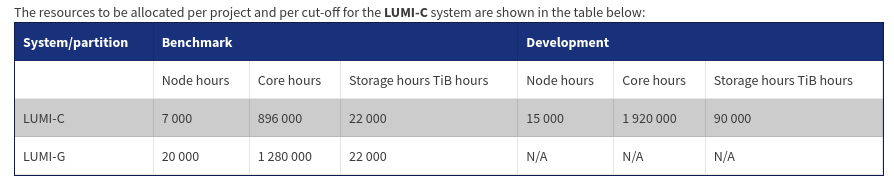 The resources to be allocated per project and per cut-off for the LUMI-C system are shown in the table below:
System/partition Benchmark Development
Node hours Core hours Storage hours TiB hours Node hours Core hours Storage hours TiB hours
LUMI-C 7 000 896 000 22 000 15 000 1 920 000 90 000
LUMI-G 20 000 1 280 000 22 000 N/A N/A N/A